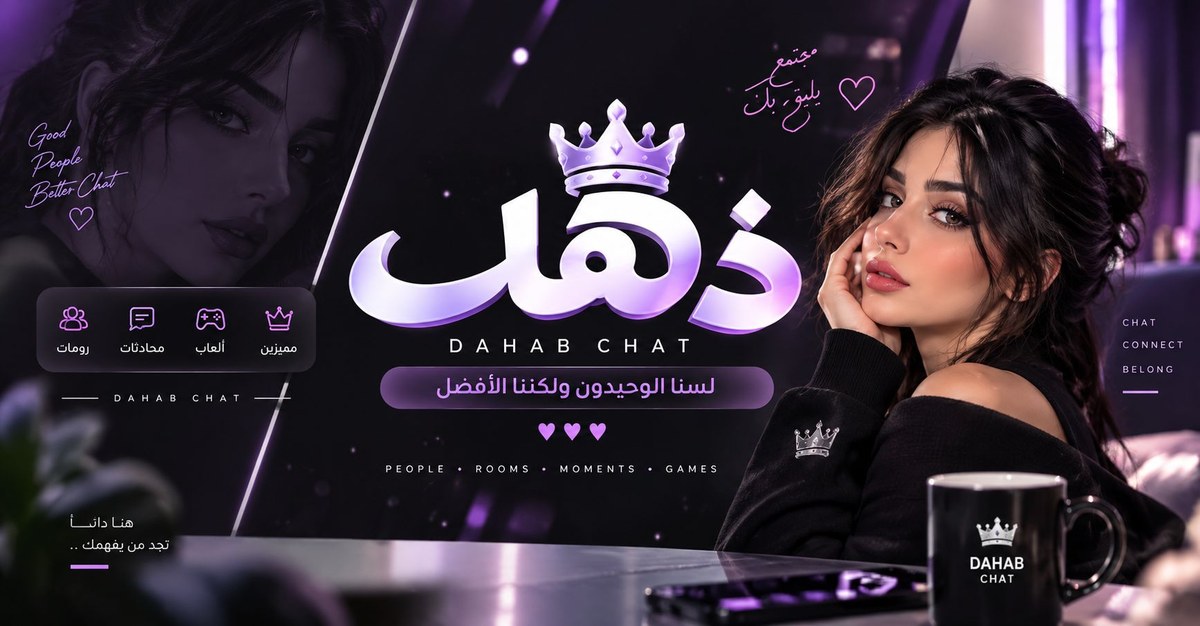 Good
People
Better Chat
مجتمع
يليق بك
ذهب
DAHAB CHAT
لسنا الوحيدون ولكننا الأفضل
PEOPLE • ROOMS • MOMENTS • GAMES
مميزين
ألعاب
محادثات
رومات
DAHAB CHAT
هنا دائـــــأ
تجد من يفهمك ..
CHAT
CONNECT
BELONG
DAHAB
CHAT